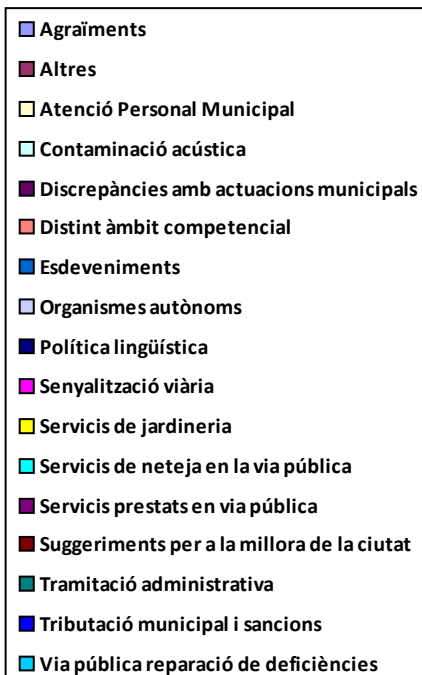 Agraïments
Altres
Atenció Personal Municipal
Contaminació acústica
Discrepàncies amb actuacions municipals
Distint àmbit competencial
Esdeveniments
Organismes autònoms
Política lingüística
Senyalització viària
Servicis de jardineria
Servicis de neteja en la via pública
Servicis prestats en via pública
Suggeriments per a la millora de la ciutat
Tramitació administrativa
Tributació municipal i sancions
Via pública reparació de deficiències